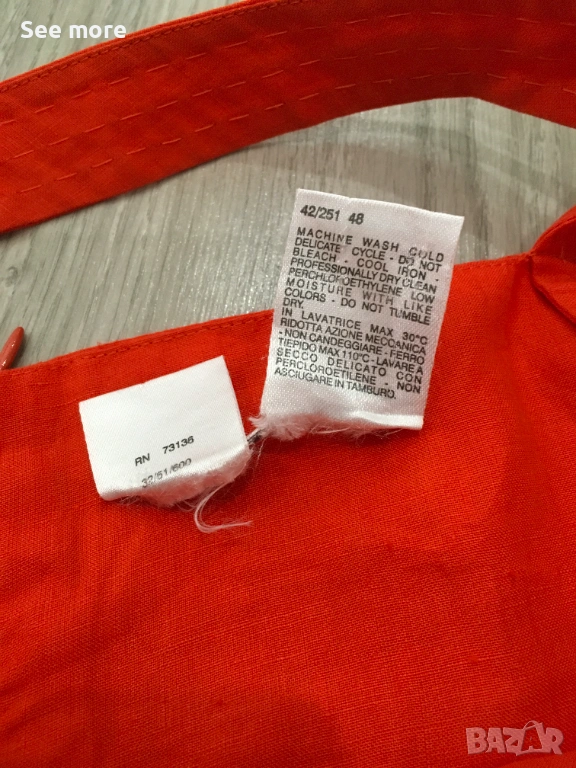 See more
42/251 48
MACHINE WASH COLD
DELICATE CYCLE - DO NOT
BLEACH - COOL IRON -
PROFESSIONALLY DRY CLEAN
PERCHLOROETHYLENE LOW
MOISTURE WITH LIKE
COLORS - DO NOT TUMBLE
DRY.
IN LAVATRICE MAX 30°C
RIDOTTA AZIONE MECCANICA
- NON CANDEGGIARE - FERRO
TIEPIDO MAX 110°C - LAVARE A
SECCO DELICATO CON
PERCLOROETILENE - NON
ASCIUGARE IN TAMBURO.
RN 73136
32/51/600
BAZAR